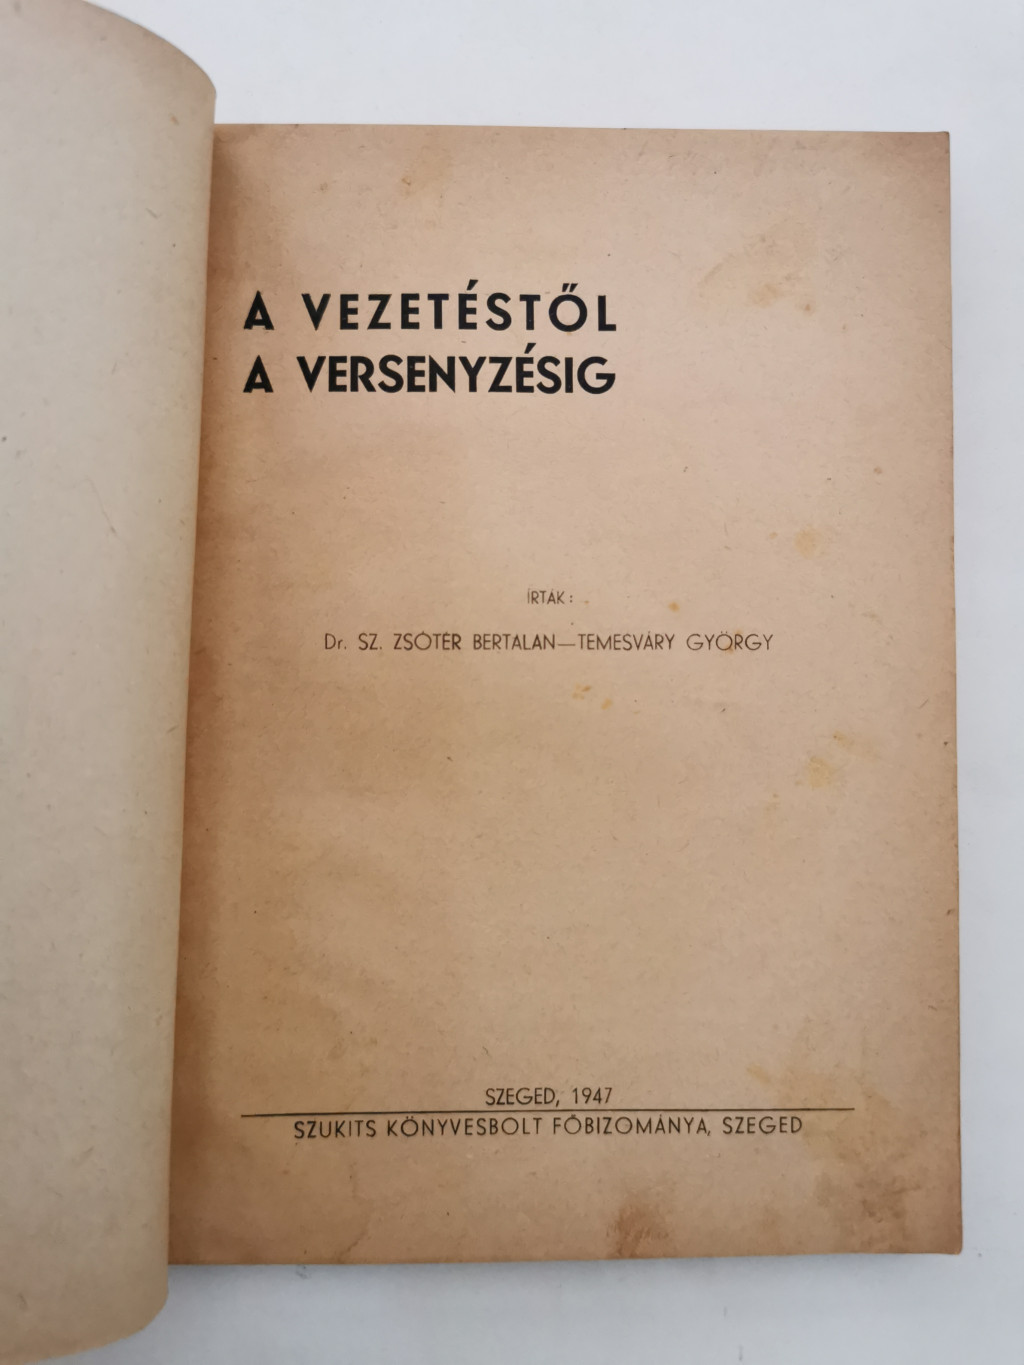 A VEZETÉSTŐL
A VERSENYZÉSIG
ÍRTÁK:
Dr. SZ. ZSÓTÉR BERTALAN—TEMESVÁRY GYÖRGY
SZEGED, 1947
SZUKITS KÖNYVESBOLT FŐBIZOMÁNYA, SZEGED